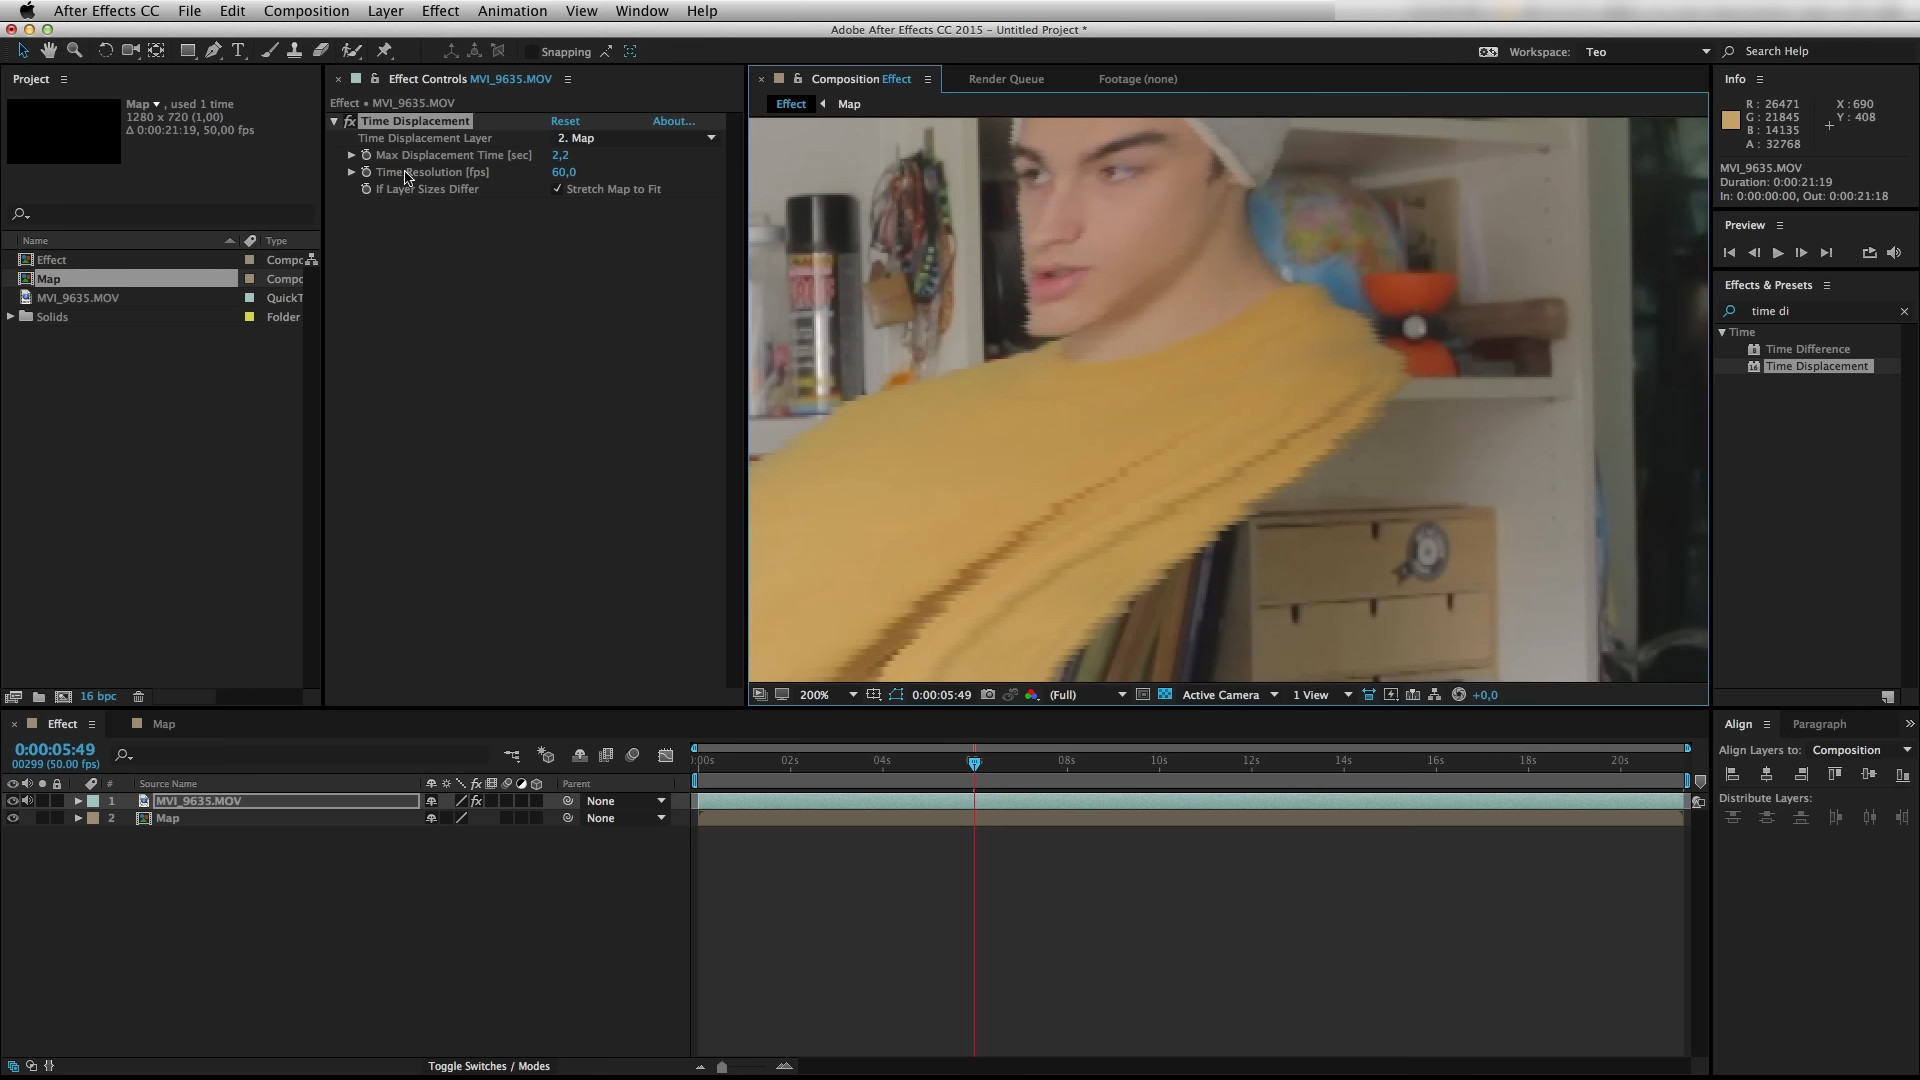 After Effects CC File Edit Composition Layer Effect Animation View Window Help
Adobe After Effects CC 2015 - Untitled Project *
Snapping
Workspace: Teo
Search Help
Project
Map , used 1 time
1280 x 720 (1,00)
Δ 0:00:21:19, 50,00 fps
Name Type
Effect Compo
Map Compo
MVI_9635.MOV QuickT
Solids Folder
16 bpc
Effect Controls MVI_9635.MOV
Effect • MVI_9635.MOV
fx Time Displacement Reset About...
Time Displacement Layer 2. Map
Max Displacement Time [sec] 2,2
Time Resolution [fps] 60,0
If Layer Sizes Differ Stretch Map to Fit
Composition Effect Render Queue Footage (none)
Effect Map
200% 0:00:05:49 (Full) Active Camera 1 View +0,0
Info
R : 26471 X : 690
G : 21845 Y : 408
B : 14135
A : 32768
MVI_9635.MOV
Duration: 0:00:21:19
In: 0:00:00:00, Out: 0:00:21:18
Preview
Effects & Presets
time di
Time
Time Difference
Time Displacement
Effect Map
0:00:05:49
00299 (50.00 fps)
# Source Name fx Parent
1 MVI_9635.MOV fx None
2 Map None
):00s 02s 04s 08s 10s 12s 14s 16s 18s 20s
Toggle Switches / Modes
Align Paragraph
Align Layers to: Composition
Distribute Layers: